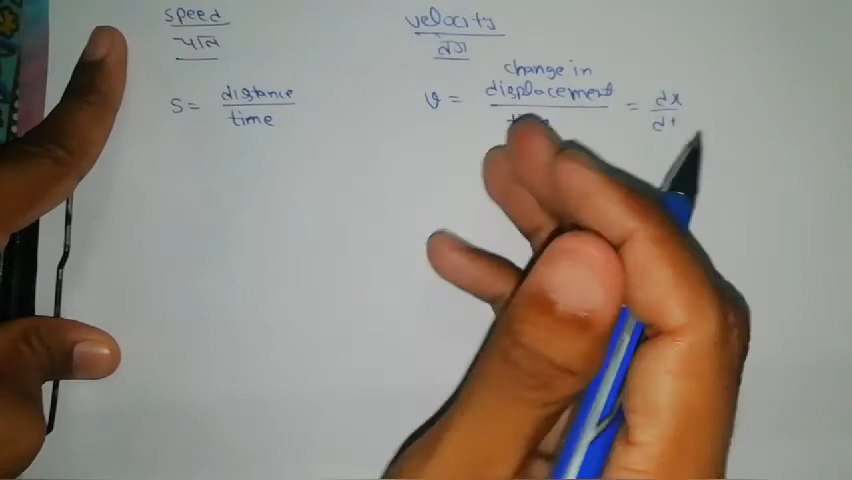 speed
चाल
s = distance / time
velocity
वेग
change in
v = displacement / = dx / dt